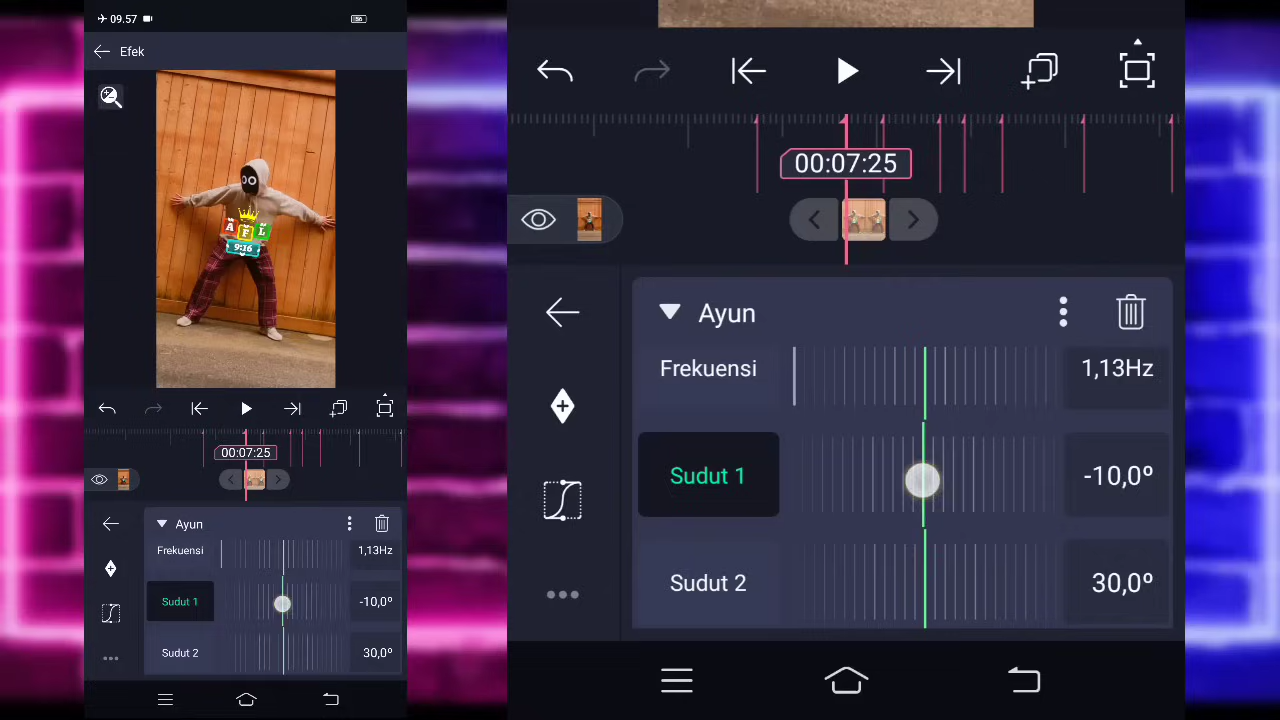 09.57
56
Efek
A F L
9:16
00:07:25
Ayun
Frekuensi 1,13Hz
Sudut 1 -10,0º
Sudut 2 30,0º
00:07:25
Ayun
Frekuensi 1,13Hz
Sudut 1 -10,0º
Sudut 2 30,0º